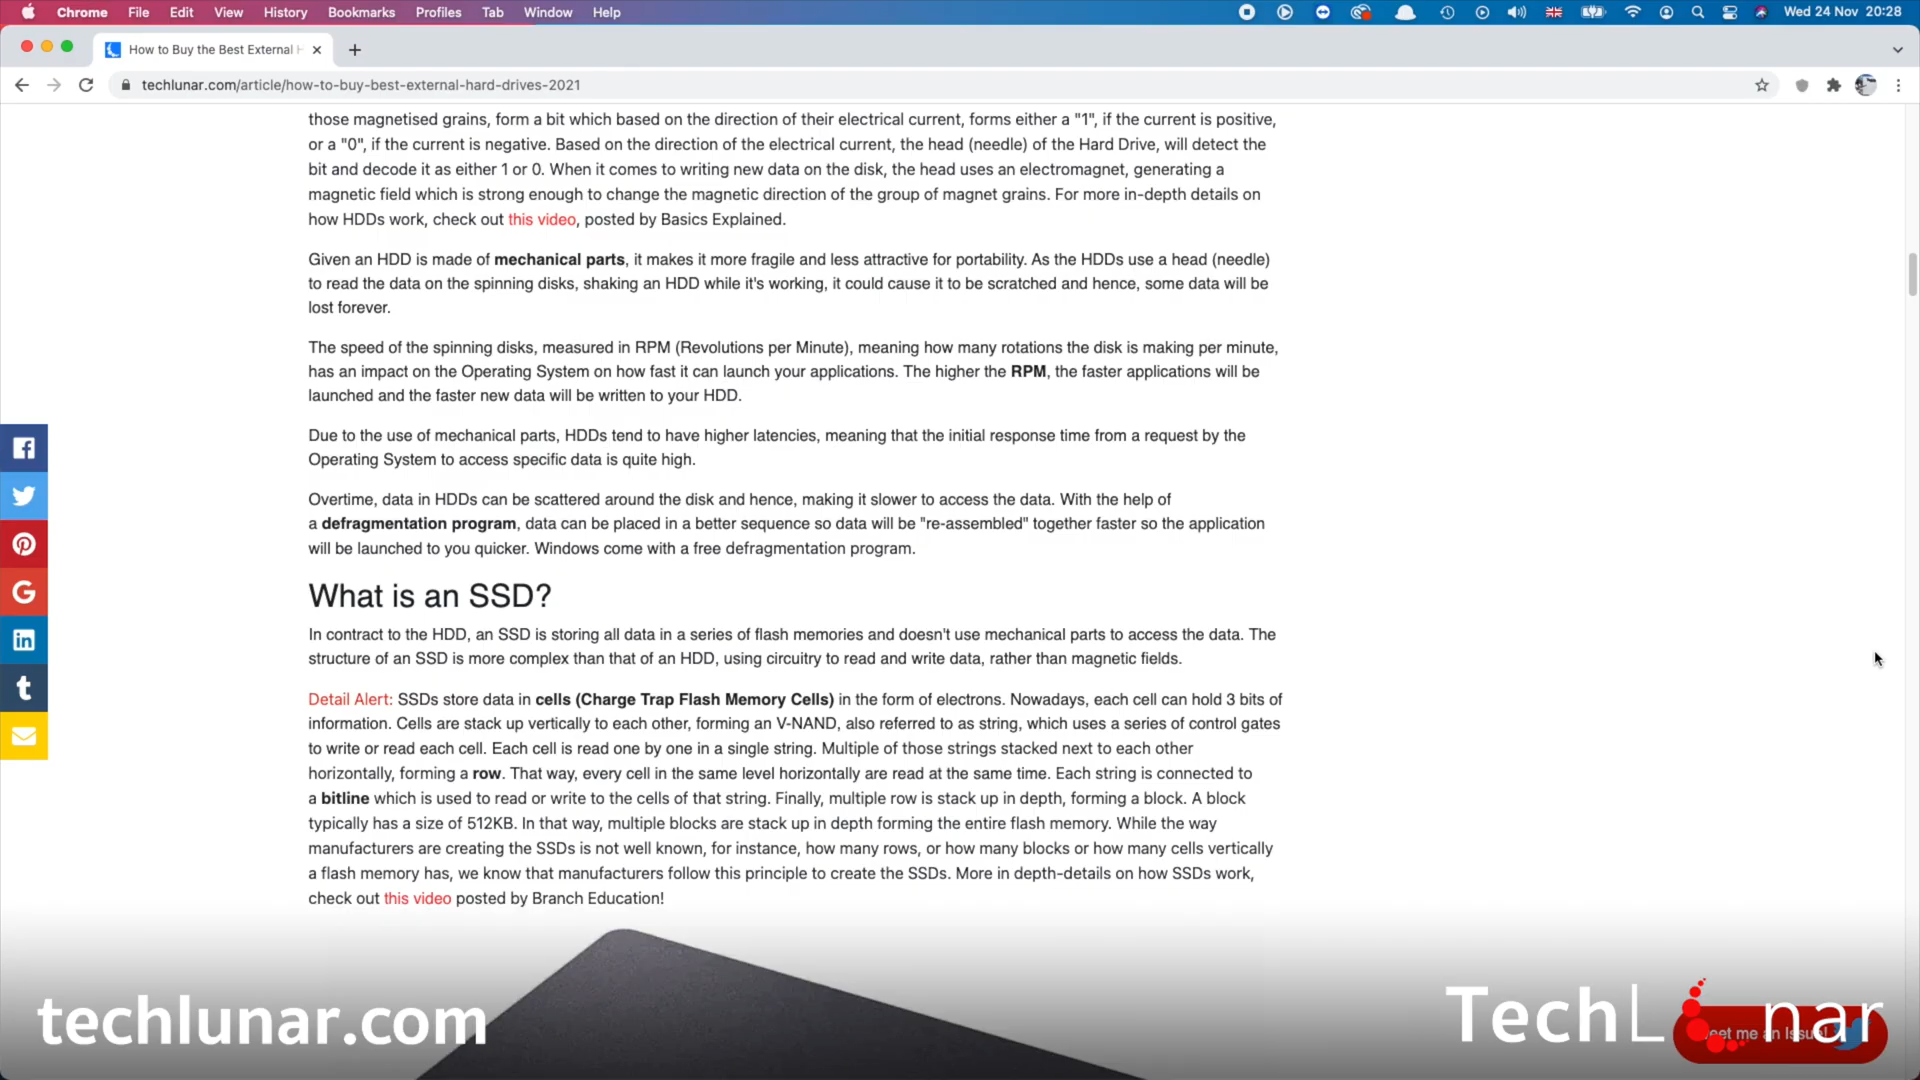 Chrome File Edit View History Bookmarks Profiles Tab Window Help
Wed 24 Nov 20:28
How to Buy the Best External H
techlunar.com/article/how-to-buy-best-external-hard-drives-2021
those magnetised grains, form a bit which based on the direction of their electrical current, forms either a "1", if the current is positive,
or a "0", if the current is negative. Based on the direction of the electrical current, the head (needle) of the Hard Drive, will detect the
bit and decode it as either 1 or 0. When it comes to writing new data on the disk, the head uses an electromagnet, generating a
magnetic field which is strong enough to change the magnetic direction of the group of magnet grains. For more in-depth details on
how HDDs work, check out this video, posted by Basics Explained.
Given an HDD is made of mechanical parts, it makes it more fragile and less attractive for portability. As the HDDs use a head (needle)
to read the data on the spinning disks, shaking an HDD while it's working, it could cause it to be scratched and hence, some data will be
lost forever.
The speed of the spinning disks, measured in RPM (Revolutions per Minute), meaning how many rotations the disk is making per minute,
has an impact on the Operating System on how fast it can launch your applications. The higher the RPM, the faster applications will be
launched and the faster new data will be written to your HDD.
Due to the use of mechanical parts, HDDs tend to have higher latencies, meaning that the initial response time from a request by the
Operating System to access specific data is quite high.
Overtime, data in HDDs can be scattered around the disk and hence, making it slower to access the data. With the help of
a defragmentation program, data can be placed in a better sequence so data will be "re-assembled" together faster so the application
will be launched to you quicker. Windows come with a free defragmentation program.
What is an SSD?
In contract to the HDD, an SSD is storing all data in a series of flash memories and doesn't use mechanical parts to access the data. The
structure of an SSD is more complex than that of an HDD, using circuitry to read and write data, rather than magnetic fields.
Detail Alert: SSDs store data in cells (Charge Trap Flash Memory Cells) in the form of electrons. Nowadays, each cell can hold 3 bits of
information. Cells are stack up vertically to each other, forming an V-NAND, also referred to as string, which uses a series of control gates
to write or read each cell. Each cell is read one by one in a single string. Multiple of those strings stacked next to each other
horizontally, forming a row. That way, every cell in the same level horizontally are read at the same time. Each string is connected to
a bitline which is used to read or write to the cells of that string. Finally, multiple row is stack up in depth, forming a block. A block
typically has a size of 512KB. In that way, multiple blocks are stack up in depth forming the entire flash memory. While the way
manufacturers are creating the SSDs is not well known, for instance, how many rows, or how many blocks or how many cells vertically
a flash memory has, we know that manufacturers follow this principle to create the SSDs. More in depth-details on how SSDs work,
check out this video posted by Branch Education!
techlunar.com
TechLunar
me an Issue!